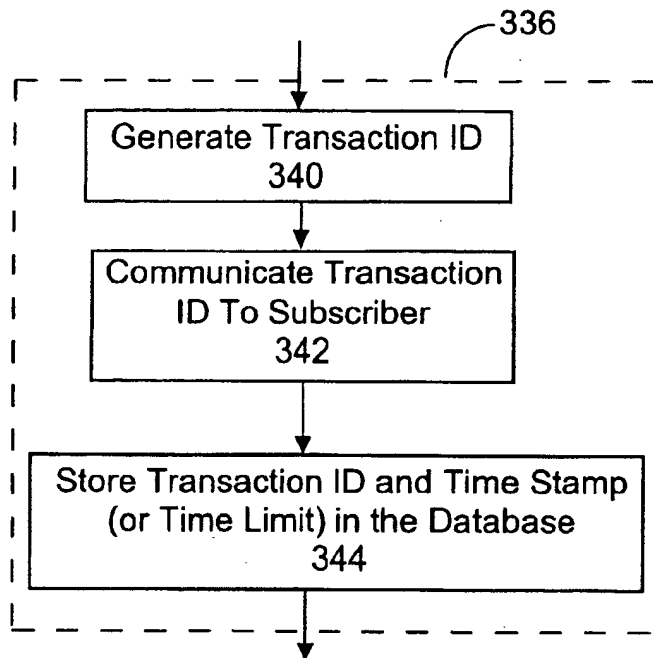 336
Generate Transaction ID
340
Communicate Transaction
ID To Subscriber
342
Store Transaction ID and Time Stamp
(or Time Limit) in the Database
344